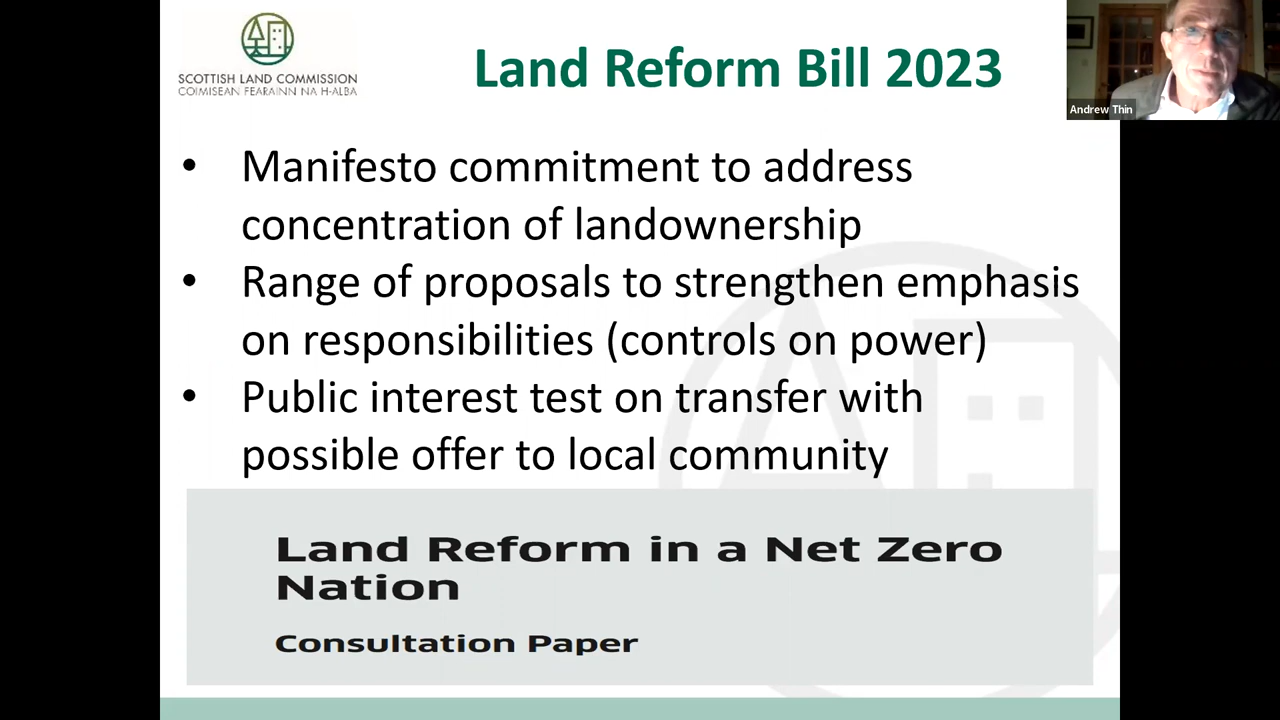 SCOTTISH LAND COMMISSION
COIMISEAN FEARAINN NA H-ALBA
Land Reform Bill 2023
Andrew Thin
• Manifesto commitment to address
concentration of landownership
• Range of proposals to strengthen emphasis
on responsibilities (controls on power)
• Public interest test on transfer with
possible offer to local community
Land Reform in a Net Zero
Nation
Consultation Paper